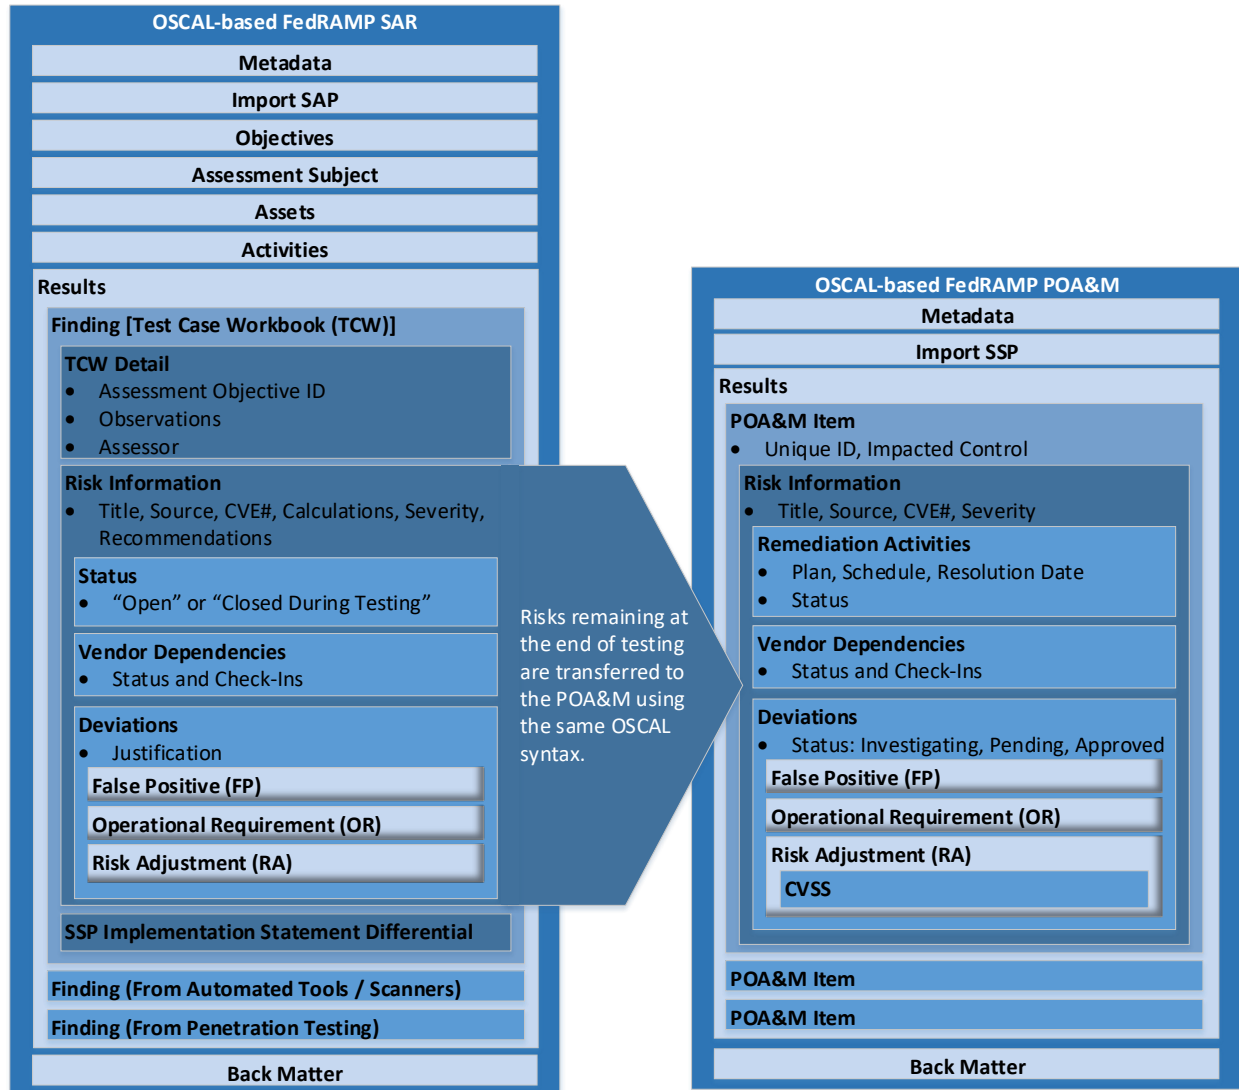 OSCAL-based FedRAMP SAR
Metadata
Import SAP
Objectives
Assessment Subject
Assets
Activities
Results
Finding [Test Case Workbook (TCW)]
TCW Detail
• Assessment Objective ID
• Observations
• Assessor
Risk Information
• Title, Source, CVE#, Calculations, Severity,
Recommendations
Status
• “Open” or “Closed During Testing”
Vendor Dependencies
• Status and Check-Ins
Deviations
• Justification
False Positive (FP)
Operational Requirement (OR)
Risk Adjustment (RA)
SSP Implementation Statement Differential
Finding (From Automated Tools / Scanners)
Finding (From Penetration Testing)
Back Matter
Risks remaining at
the end of testing
are transferred to
the POA&M using
the same OSCAL
syntax.
OSCAL-based FedRAMP POA&M
Metadata
Import SSP
Results
POA&M Item
• Unique ID, Impacted Control
Risk Information
• Title, Source, CVE#, Severity
Remediation Activities
• Plan, Schedule, Resolution Date
• Status
Vendor Dependencies
• Status and Check-Ins
Deviations
• Status: Investigating, Pending, Approved
False Positive (FP)
Operational Requirement (OR)
Risk Adjustment (RA)
CVSS
POA&M Item
POA&M Item
Back Matter